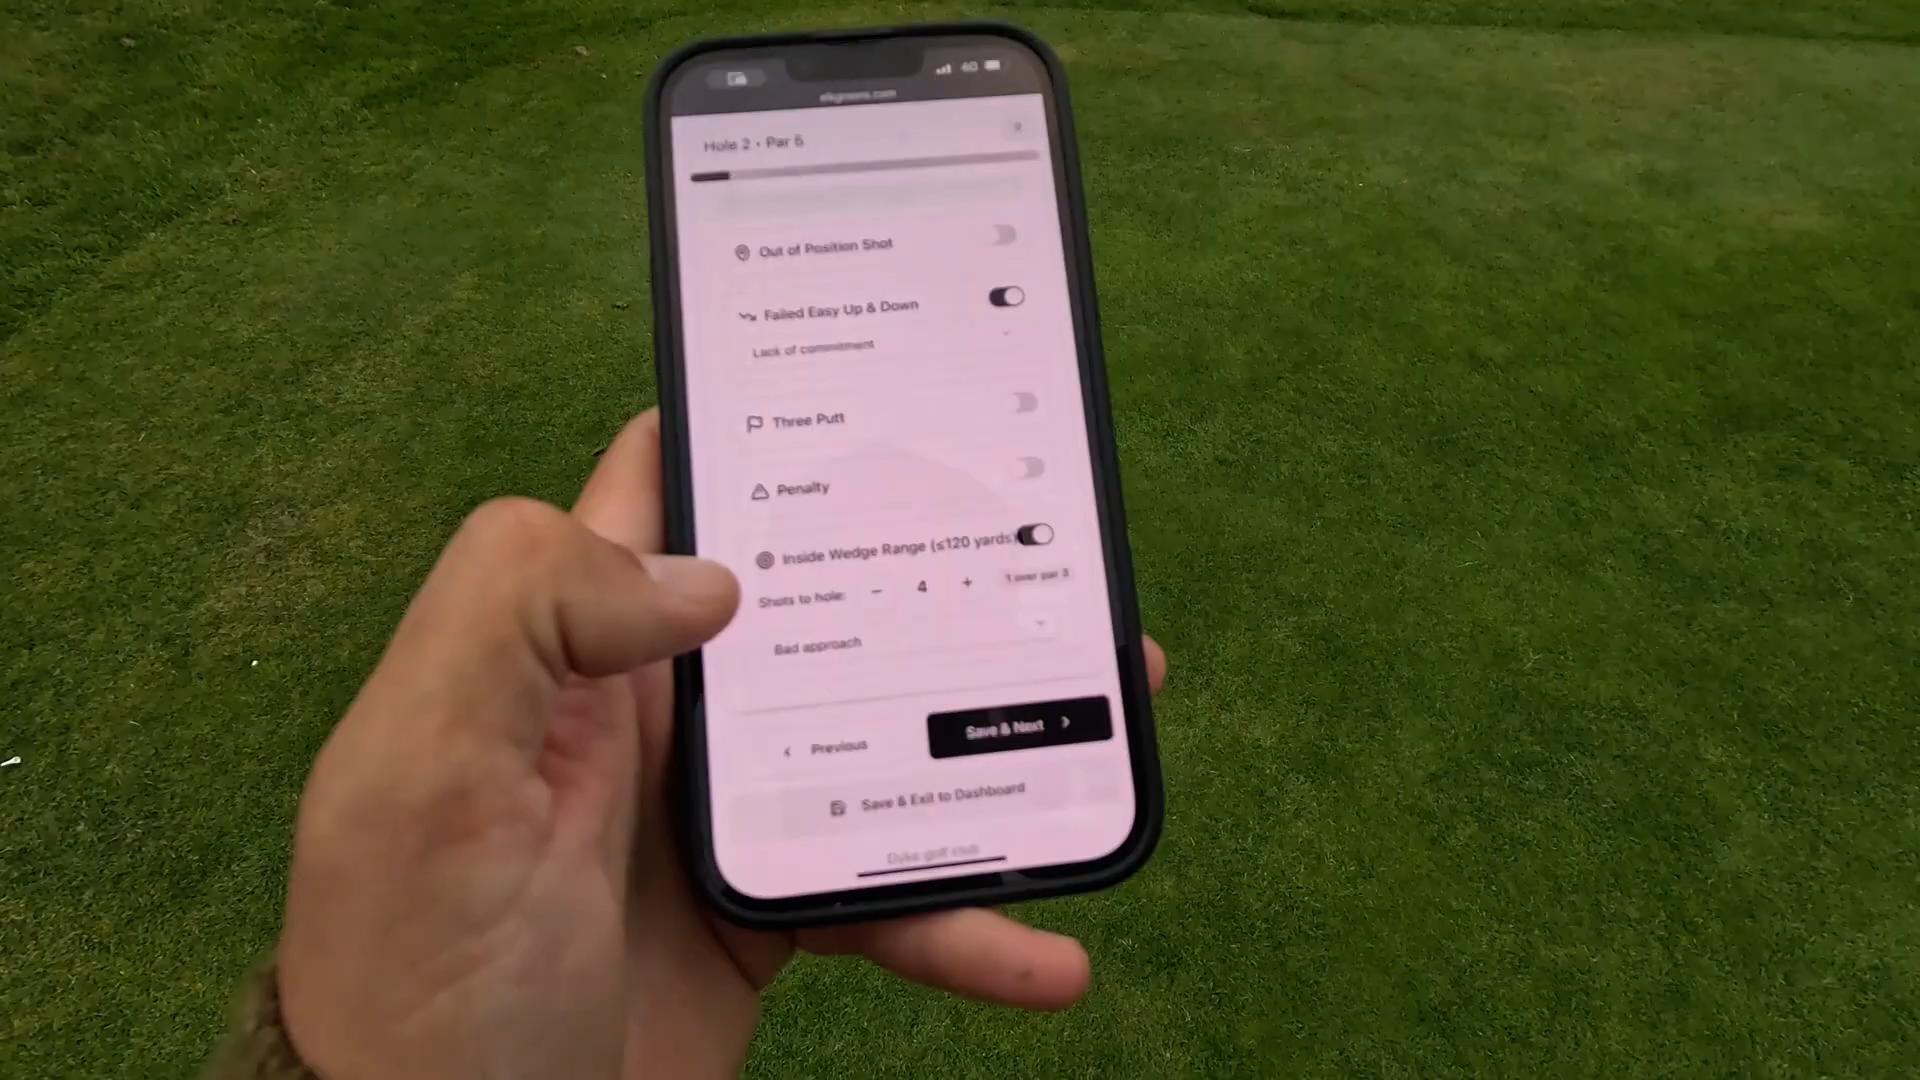 Hole 2 • Par 5
Out of Position Shot
Failed Easy Up & Down
Lack of commitment
Three Putt
Penalty
Inside Wedge Range (≤120 yards)
Shots to hole: − 4 + 1 over par 3
Bad approach
< Previous
Save & Next >
Save & Exit to Dashboard
Dyke golf club